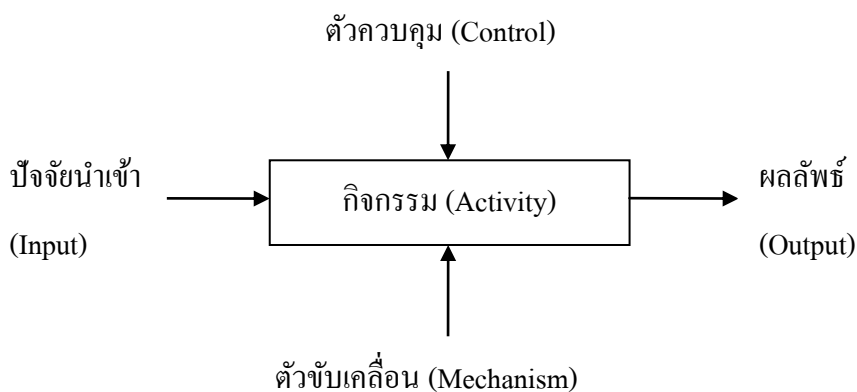 ตัวควบคุม (Control)
ปัจจัยนำเข้า
(Input)
กิจกรรม (Activity)
ผลลัพธ์
(Output)
ตัวขับเคลื่อน (Mechanism)